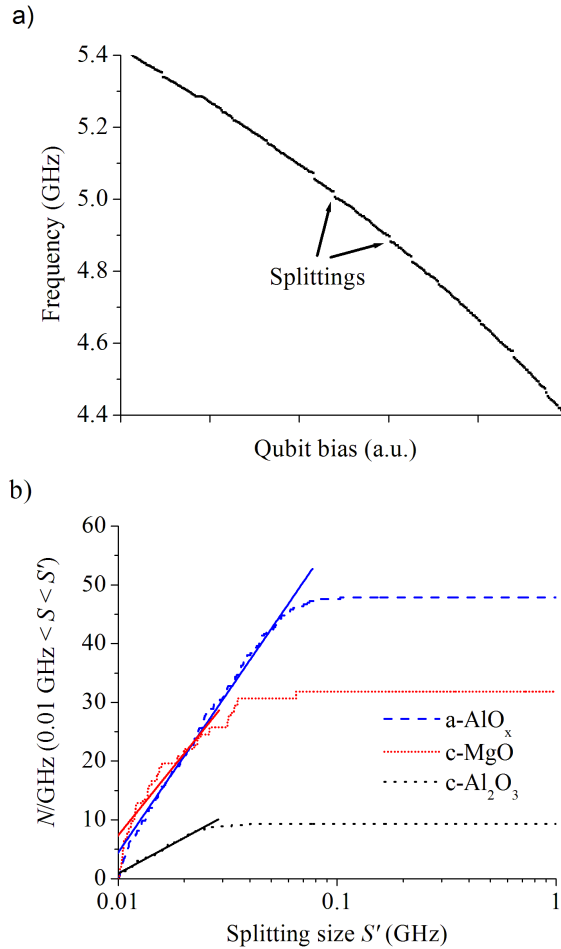 a)
5.4
5.2
5.0
4.8
4.6
4.4
Frequency (GHz)
Splittings
Qubit bias (a.u.)
b)
60
50
40
30
20
10
0
N/GHz (0.01 GHz < S < S')
a-AlOx
c-MgO
c-Al2O3
0.01
0.1
1
Splitting size S' (GHz)